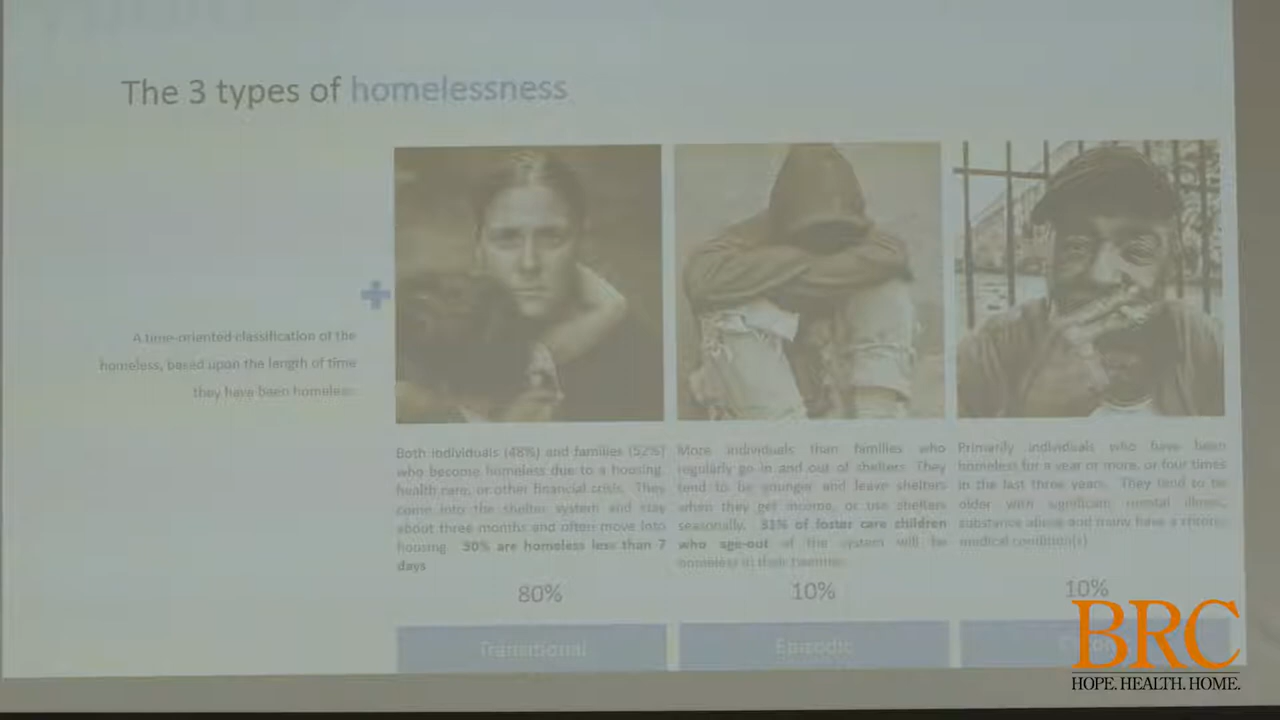 The 3 types of homelessness
A time-oriented classification of the
homeless, based upon the length of time
they have been homeless
Both individuals (48%) and families (52%)
who become homeless due to a housing,
health care, or other financial crisis. They
come into the shelter system and stay
about three months and often move into
housing. 30% are homeless less than 7
days
80%
Transitional
More individuals than families who
regularly go in and out of shelters. They
tend to be younger and leave shelters
when they get income, or use shelters
seasonally. 31% of foster care children
who age-out of the system will be
homeless in their
10%
Episodic
Primarily individuals who have been
homeless for a year or more, or four times
in the last three years. They tend to be
older with significant mental illness,
substance abuse and many have a chronic
medical condition(s)
10%
BRC
HOPE. HEALTH. HOME.